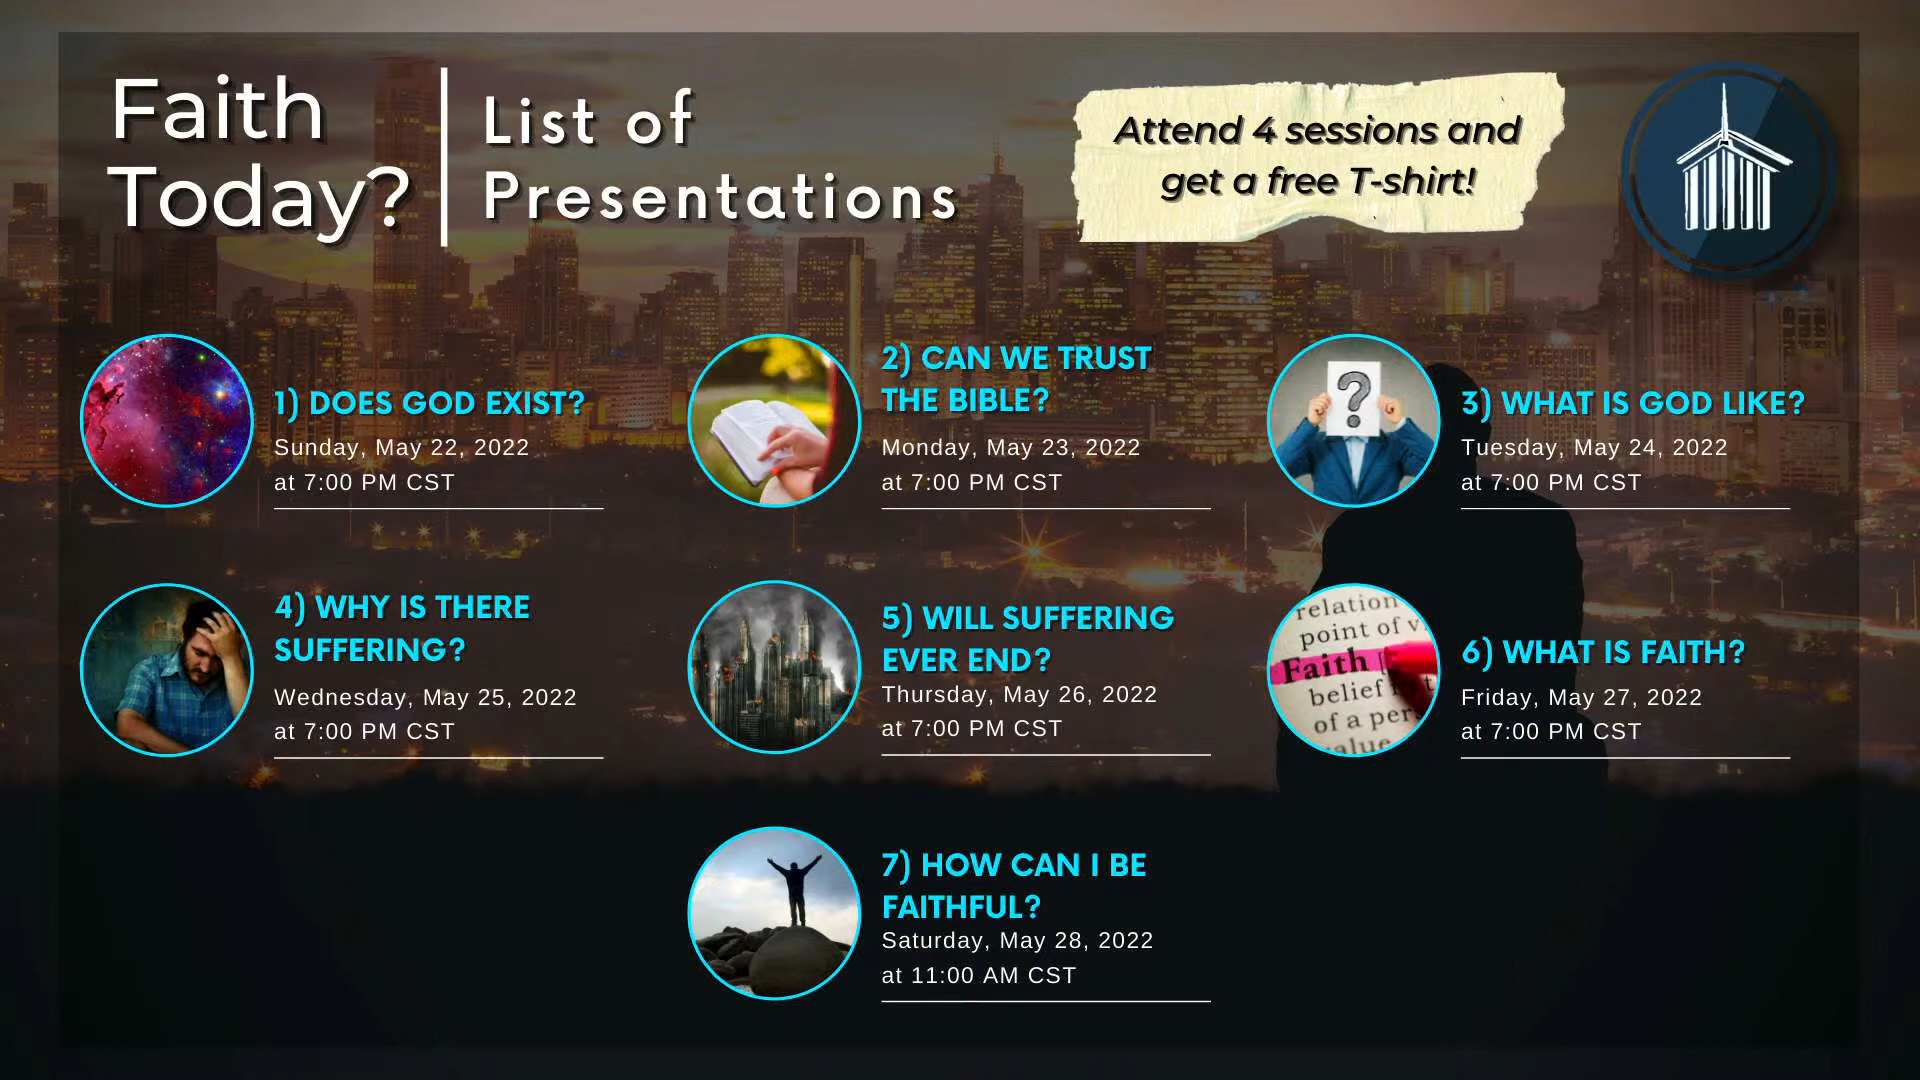 Faith
Today?
List of
Presentations
Attend 4 sessions and
get a free T-shirt!
1) DOES GOD EXIST?
Sunday, May 22, 2022
at 7:00 PM CST
2) CAN WE TRUST
THE BIBLE?
Monday, May 23, 2022
at 7:00 PM CST
?
3) WHAT IS GOD LIKE?
Tuesday, May 24, 2022
at 7:00 PM CST
4) WHY IS THERE
SUFFERING?
Wednesday, May 25, 2022
at 7:00 PM CST
5) WILL SUFFERING
EVER END?
Thursday, May 26, 2022
at 7:00 PM CST
relation
point of v
Faith
belief
of a pers
value
6) WHAT IS FAITH?
Friday, May 27, 2022
at 7:00 PM CST
7) HOW CAN I BE
FAITHFUL?
Saturday, May 28, 2022
at 11:00 AM CST